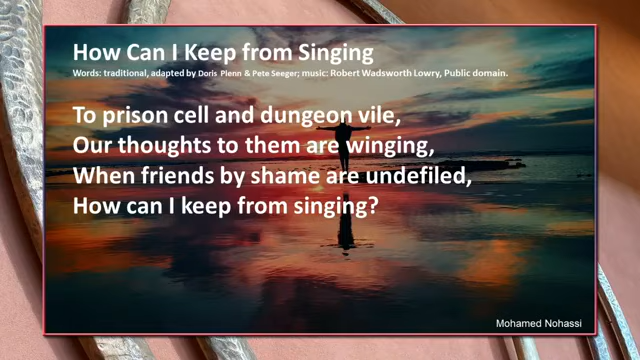 How Can I Keep from Singing
Words: traditional, adapted by Doris Plenn & Pete Seeger; music: Robert Wadsworth Lowry, Public domain.
To prison cell and dungeon vile,
Our thoughts to them are winging,
When friends by shame are undefiled,
How can I keep from singing?
Mohamed Nohassi